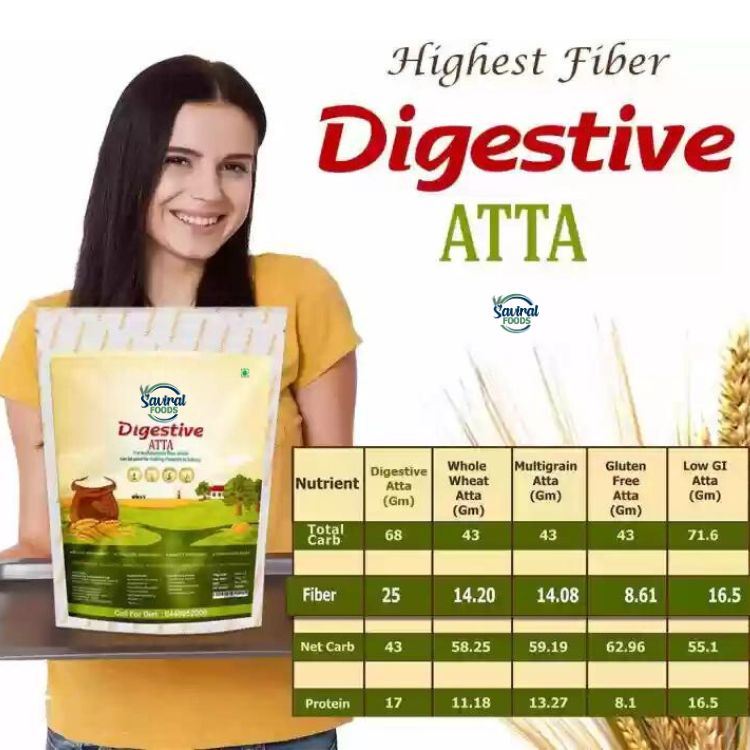 Highest Fiber
Digestive
ATTA
Saviral
FOODS
Saviral
FOODS
Digestive
ATTA
Nutrient Digestive Atta (Gm) Whole Wheat Atta (Gm) Multigrain Atta (Gm) Gluten Free Atta (Gm) Low GI Atta (Gm)
Total Carb 68 43 43 43 71.6
Fiber 25 14.20 14.08 8.61 16.5
Net Carb 43 58.25 59.19 62.96 55.1
Protein 17 11.18 13.27 8.1 16.5